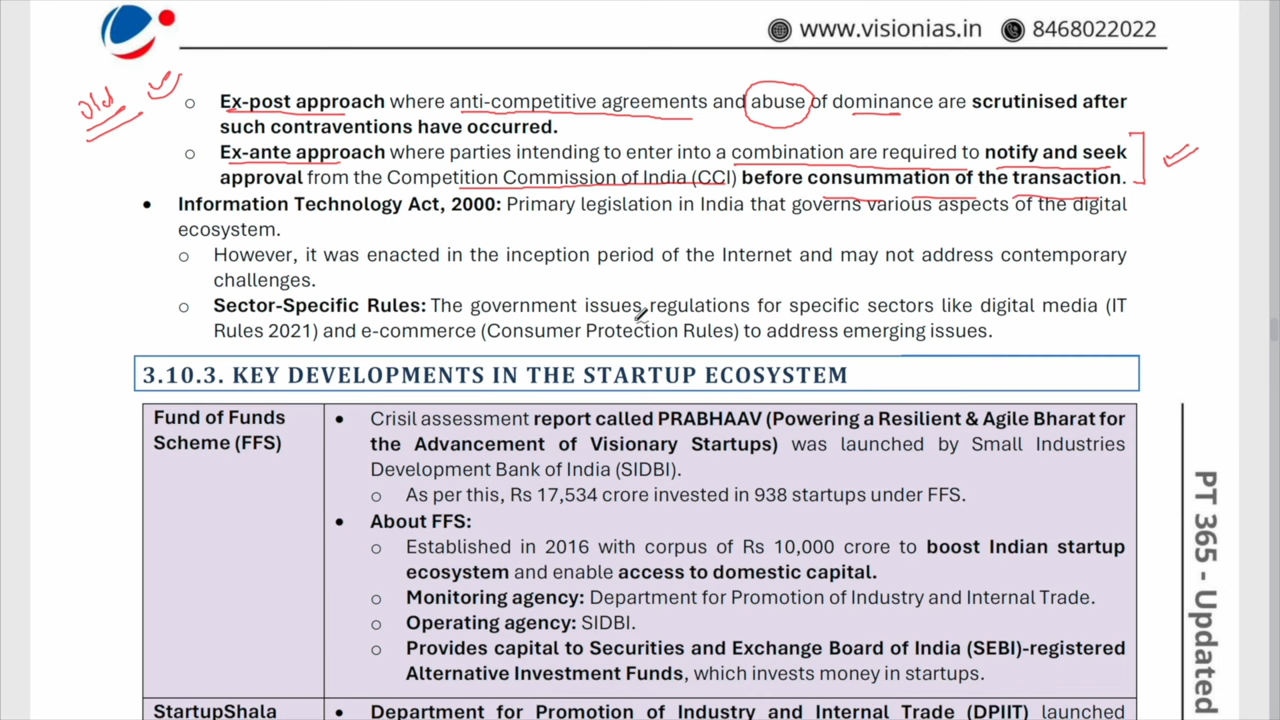 www.visionias.in 8468022022
Old
○ Ex-post approach where anti-competitive agreements and abuse of dominance are scrutinised after
such contraventions have occurred.
○ Ex-ante approach where parties intending to enter into a combination are required to notify and seek
approval from the Competition Commission of India (CCI) before consummation of the transaction.
• Information Technology Act, 2000: Primary legislation in India that governs various aspects of the digital
ecosystem.
○ However, it was enacted in the inception period of the Internet and may not address contemporary
challenges.
○ Sector-Specific Rules: The government issues regulations for specific sectors like digital media (IT
Rules 2021) and e-commerce (Consumer Protection Rules) to address emerging issues.
3.10.3. KEY DEVELOPMENTS IN THE STARTUP ECOSYSTEM
Fund of Funds
Scheme (FFS)
• Crisil assessment report called PRABHAAV (Powering a Resilient & Agile Bharat for
the Advancement of Visionary Startups) was launched by Small Industries
Development Bank of India (SIDBI).
○ As per this, Rs 17,534 crore invested in 938 startups under FFS.
• About FFS:
○ Established in 2016 with corpus of Rs 10,000 crore to boost Indian startup
ecosystem and enable access to domestic capital.
○ Monitoring agency: Department for Promotion of Industry and Internal Trade.
○ Operating agency: SIDBI.
○ Provides capital to Securities and Exchange Board of India (SEBI)-registered
Alternative Investment Funds, which invests money in startups.
StartupShala
• Department for Promotion of Industry and Internal Trade (DPIIT) launched
PT 365 - Updated